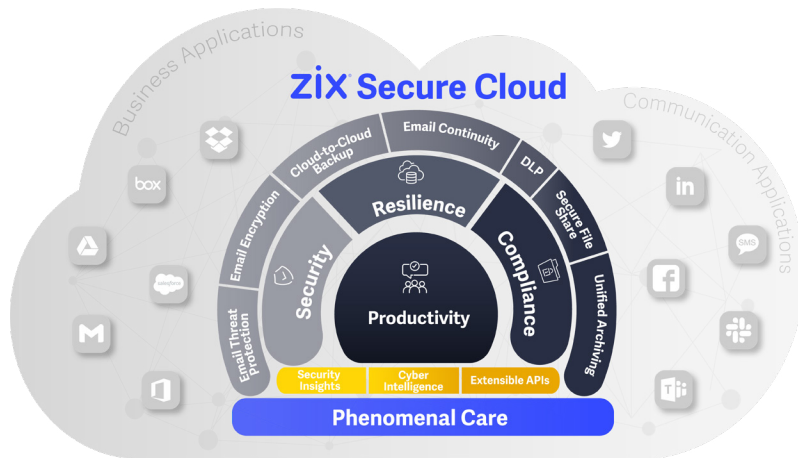 Business Applications
Communication Applications
ZiX Secure Cloud
Email Threat
Protection
Email Encryption
Cloud-to-Cloud
Backup
Email Continuity
DLP
Secure File
Share
Unified Archiving
Security
Resilience
Compliance
Productivity
Security
Insights
Cyber
Intelligence
Extensible APIs
Phenomenal Care
box
salesforce
in
SMS
T